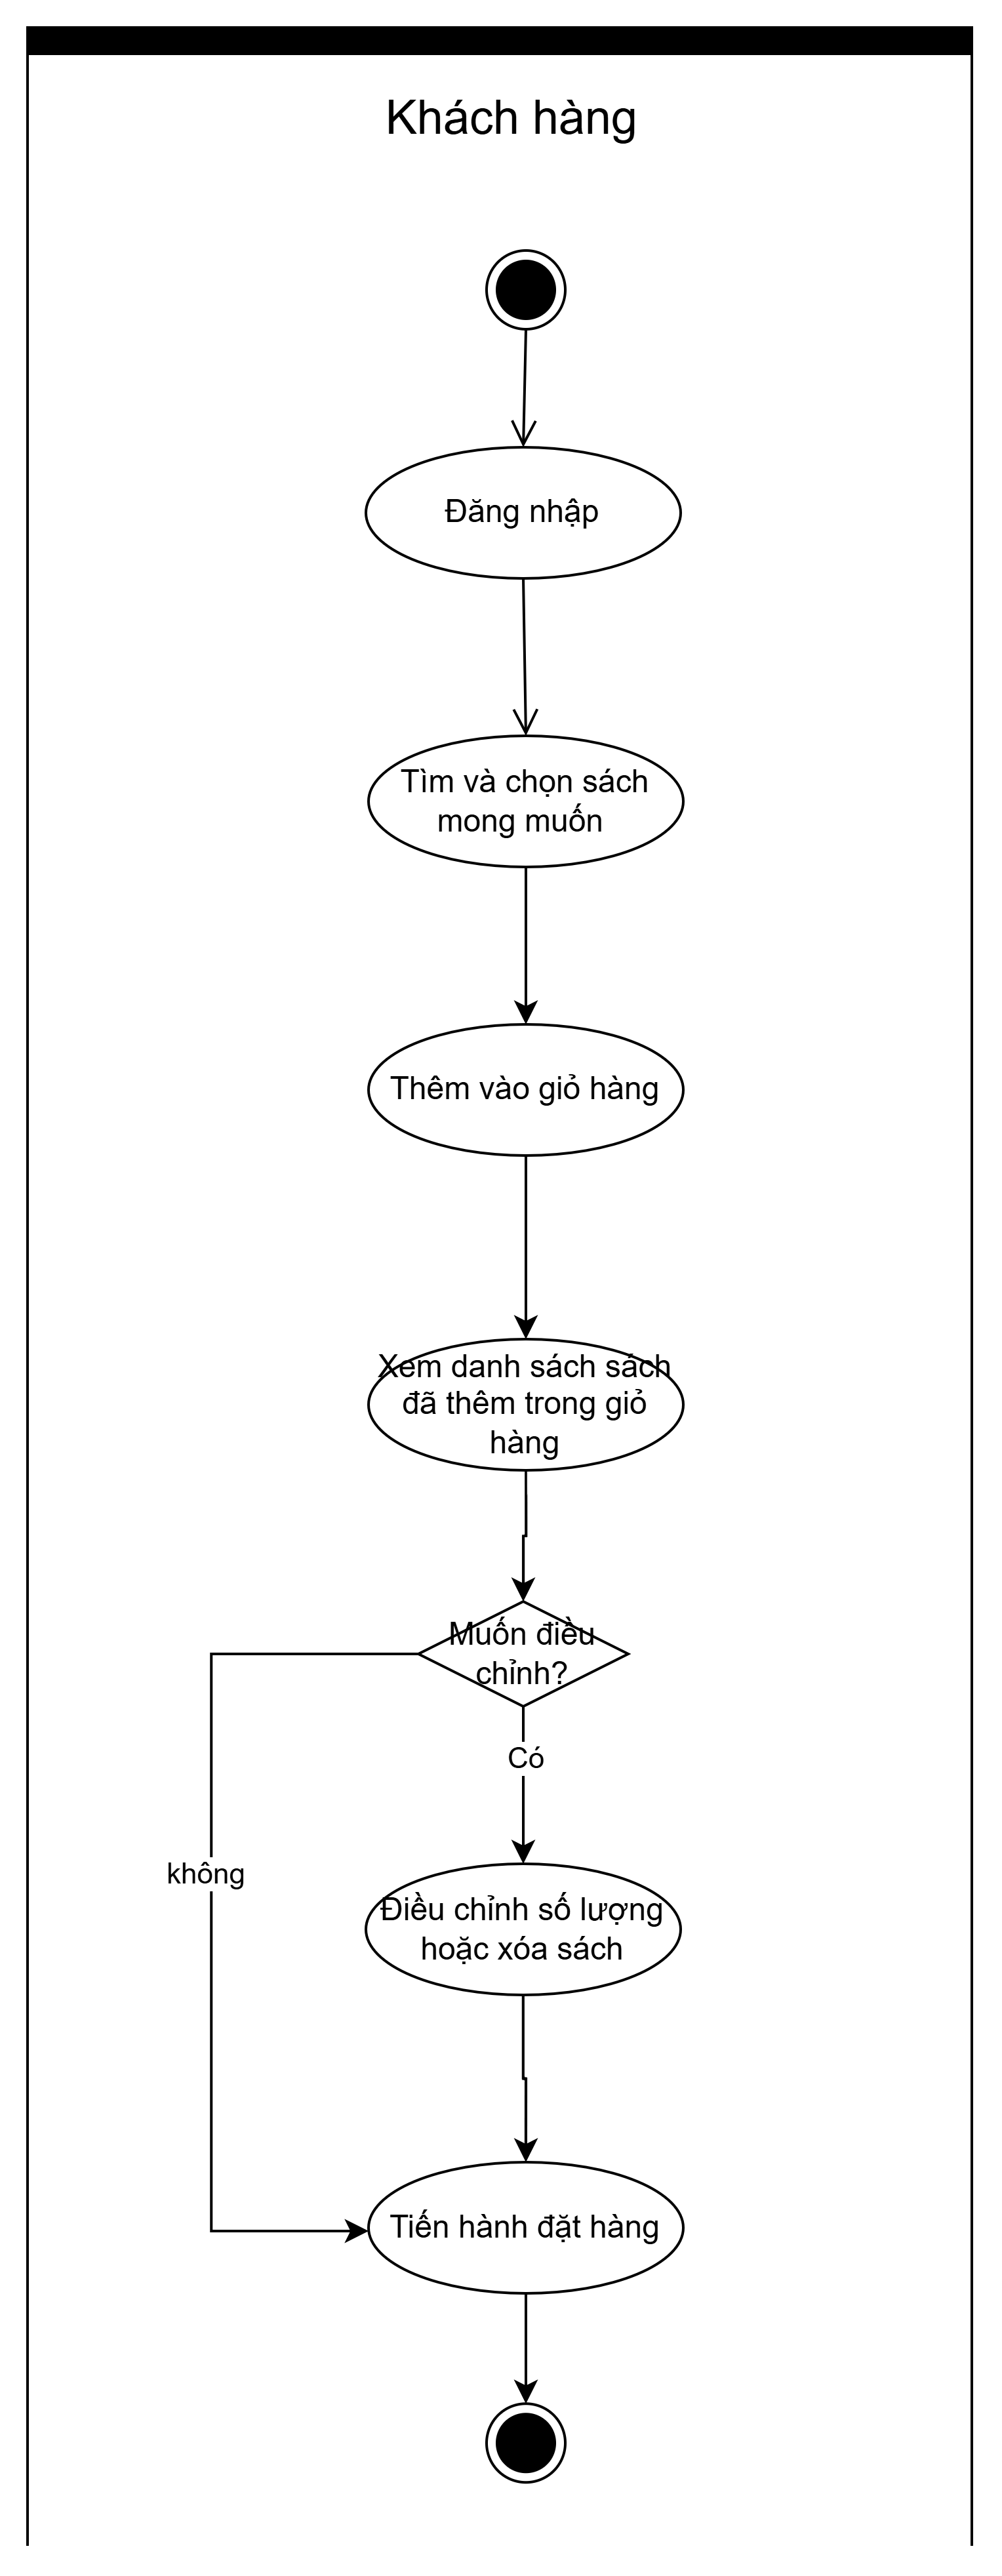 Khách hàng
Đăng nhập
Tìm và chọn sách
mong muốn
Thêm vào giỏ hàng
Xem danh sách sách
đã thêm trong giỏ
hàng
Muốn điều
chỉnh?
Có
không
Điều chỉnh số lượng
hoặc xóa sách
Tiến hành đặt hàng